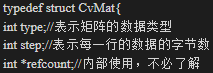 typedef struct CvMat{
int type;//表示矩阵的数据类型
int step;//表示每一行的数据的字节数
int *refcount;//内部使用，不必了解